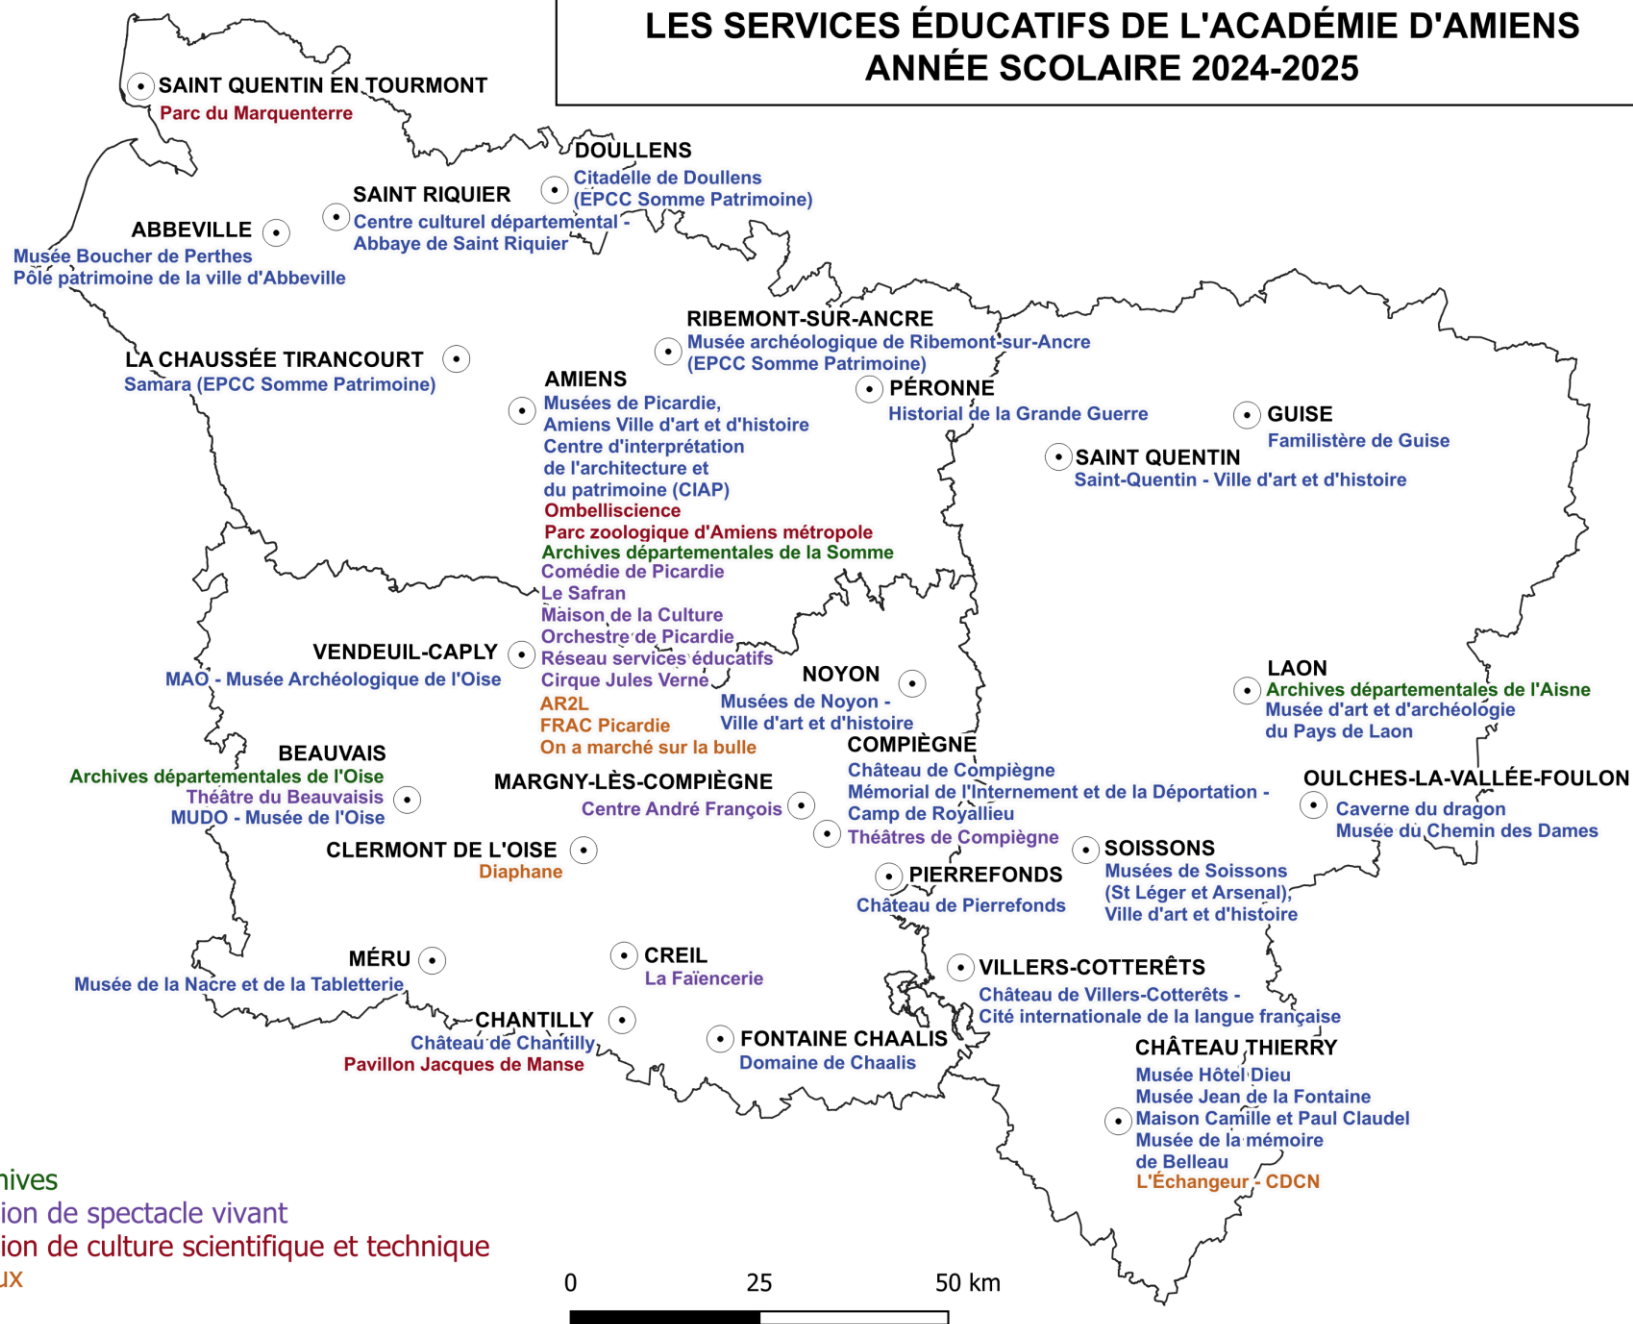 LES SERVICES ÉDUCATIFS DE L'ACADÉMIE D'AMIENS
ANNÉE SCOLAIRE 2024-2025
SAINT QUENTIN EN TOURMONT
Parc du Marquenterre
DOULLENS
Citadelle de Doullens
(EPCC Somme Patrimoine)
SAINT RIQUIER
Centre culturel départemental -
Abbaye de Saint Riquier
ABBEVILLE
Musée Boucher de Perthes
Pôle patrimoine de la ville d'Abbeville
RIBEMONT-SUR-ANCRE
Musée archéologique de Ribemont-sur-Ancre
(EPCC Somme Patrimoine)
LA CHAUSSÉE TIRANCOURT
Samara (EPCC Somme Patrimoine)
AMIENS
Musées de Picardie,
Amiens Ville d'art et d'histoire
Centre d'interprétation
de l'architecture et
du patrimoine (CIAP)
Ombelliscience
Parc zoologique d'Amiens métropole
Archives départementales de la Somme
Comédie de Picardie
Le Safran
Maison de la Culture
Orchestre de Picardie
Réseau services éducatifs
Cirque Jules Verne
AR2L
FRAC Picardie
On a marché sur la bulle
PÉRONNE
Historial de la Grande Guerre
GUISE
Familistère de Guise
SAINT QUENTIN
Saint-Quentin - Ville d'art et d'histoire
VENDEUIL-CAPLY
MAO - Musée Archéologique de l'Oise
NOYON
Musées de Noyon -
Ville d'art et d'histoire
LAON
Archives départementales de l'Aisne
Musée d'art et d'archéologie
du Pays de Laon
BEAUVAIS
Archives départementales de l'Oise
Théâtre du Beauvaisis
MUDO - Musée de l'Oise
MARGNY-LÈS-COMPIÈGNE
Centre André François
COMPIÈGNE
Château de Compiègne
Mémorial de l'Internement et de la Déportation -
Camp de Royallieu
Théâtres de Compiègne
OULCHES-LA-VALLÉE-FOULON
Caverne du dragon
Musée du Chemin des Dames
CLERMONT DE L'OISE
Diaphane
PIERREFONDS
Château de Pierrefonds
SOISSONS
Musées de Soissons
(St Léger et Arsenal),
Ville d'art et d'histoire
MÉRU
Musée de la Nacre et de la Tabletterie
CREIL
La Faïencerie
VILLERS-COTTERÊTS
Château de Villers-Cotterêts -
Cité internationale de la langue française
CHANTILLY
Château de Chantilly
Pavillon Jacques de Manse
FONTAINE CHAALIS
Domaine de Chaalis
CHÂTEAU THIERRY
Musée Hôtel Dieu
Musée Jean de la Fontaine
Maison Camille et Paul Claudel
Musée de la mémoire
de Belleau
L'Échangeur - CDCN
hives
ion de spectacle vivant
ion de culture scientifique et technique
ux
0 25 50 km